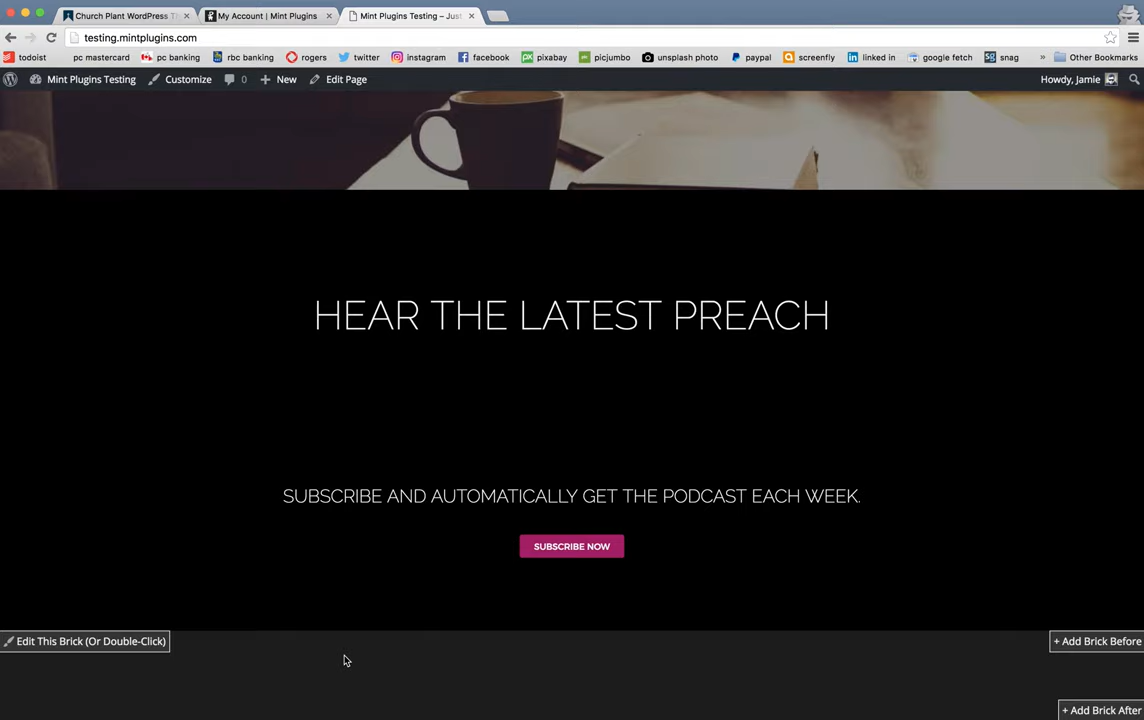 Church Plant WordPress Th
My Account | Mint Plugins
Mint Plugins Testing – Jus
testing.mintplugins.com
todoist
pc mastercard
pc banking
rbc banking
rogers
twitter
instagram
facebook
pixabay
picjumbo
unsplash photo
paypal
screenfly
linked in
google fetch
snag
»
Other Bookmarks
Mint Plugins Testing
Customize
0
+ New
Edit Page
Howdy, Jamie
HEAR THE LATEST PREACH
SUBSCRIBE AND AUTOMATICALLY GET THE PODCAST EACH WEEK.
SUBSCRIBE NOW
Edit This Brick (Or Double-Click)
+ Add Brick Before
+ Add Brick After